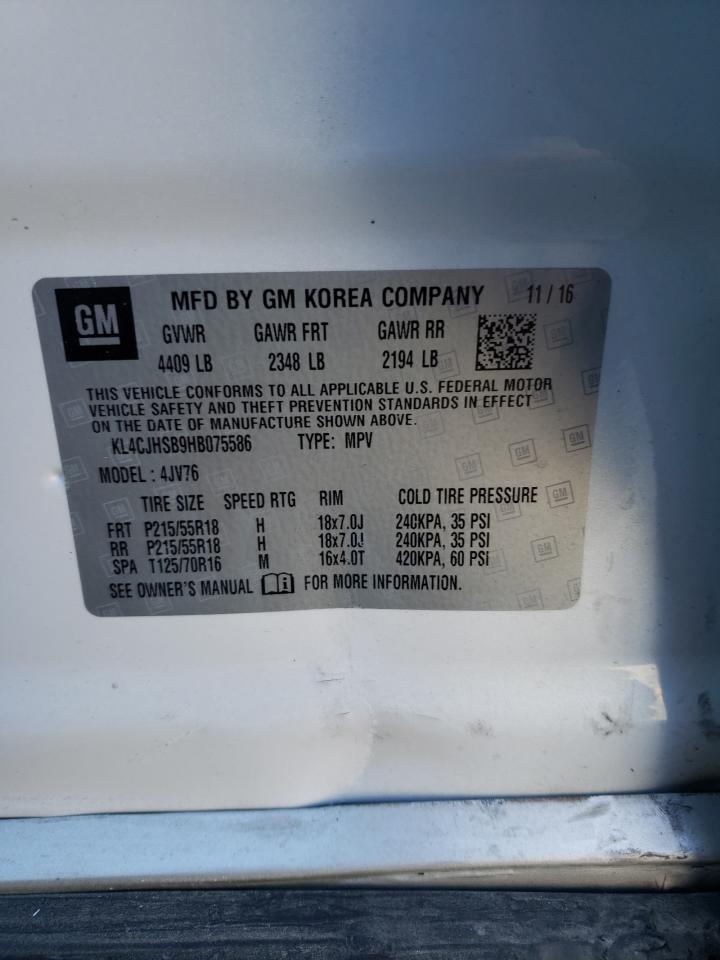 GM
MFD BY GM KOREA COMPANY 11 / 16
GVWR GAWR FRT GAWR RR
4409 LB 2348 LB 2194 LB
THIS VEHICLE CONFORMS TO ALL APPLICABLE U.S. FEDERAL MOTOR
VEHICLE SAFETY AND THEFT PREVENTION STANDARDS IN EFFECT
ON THE DATE OF MANUFACTURE SHOWN ABOVE.
KL4CJHSB9HB075586 TYPE: MPV
MODEL : 4JV76
TIRE SIZE SPEED RTG RIM COLD TIRE PRESSURE
FRT P215/55R18 H 18x7.0J 240KPA, 35 PSI
RR P215/55R18 H 18x7.0J 240KPA, 35 PSI
SPA T125/70R16 M 16x4.0T 420KPA, 60 PSI
SEE OWNER'S MANUAL FOR MORE INFORMATION.